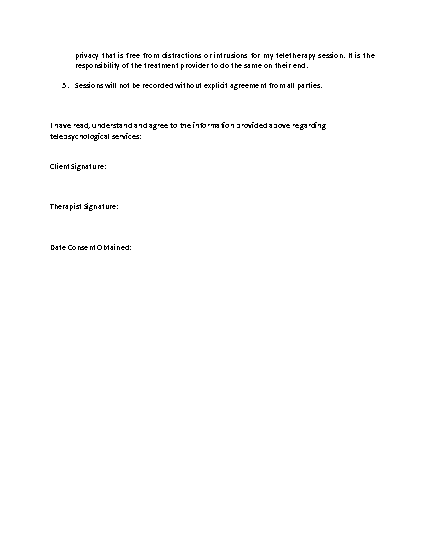 privacy that is free from distractions or intrusions for my teletherapy session. It is the
responsibility of the treatment provider to do the same on their end.
5. Sessions will not be recorded without explicit agreement from all parties.
I have read, understand and agree to the information provided above regarding
telepsychological services:
Client Signature:
Therapist Signature:
Date Consent Obtained: